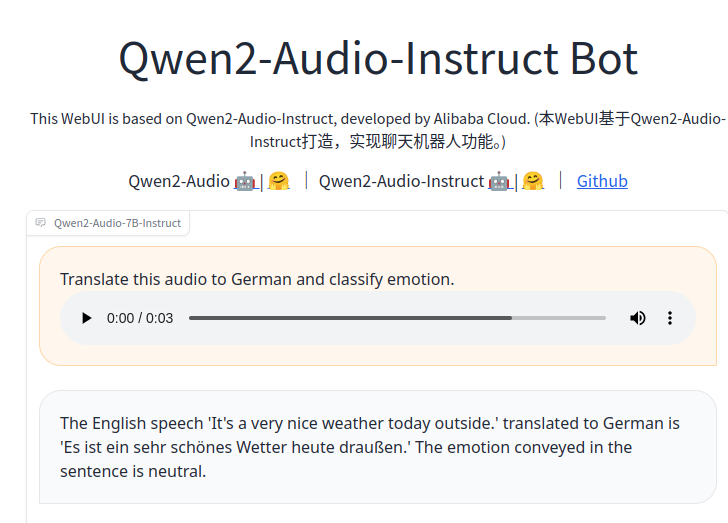 Qwen2-Audio-Instruct Bot
This WebUI is based on Qwen2-Audio-Instruct, developed by Alibaba Cloud. (本WebUI基于Qwen2-Audio-
Instruct打造，实现聊天机器人功能。)
Qwen2-Audio 🤖 | 🤗 | Qwen2-Audio-Instruct 🤖 | 🤗 | Github
Qwen2-Audio-7B-Instruct
Translate this audio to German and classify emotion.
0:00 / 0:03
The English speech 'It's a very nice weather today outside.' translated to German is
'Es ist ein sehr schönes Wetter heute draußen.' The emotion conveyed in the
sentence is neutral.